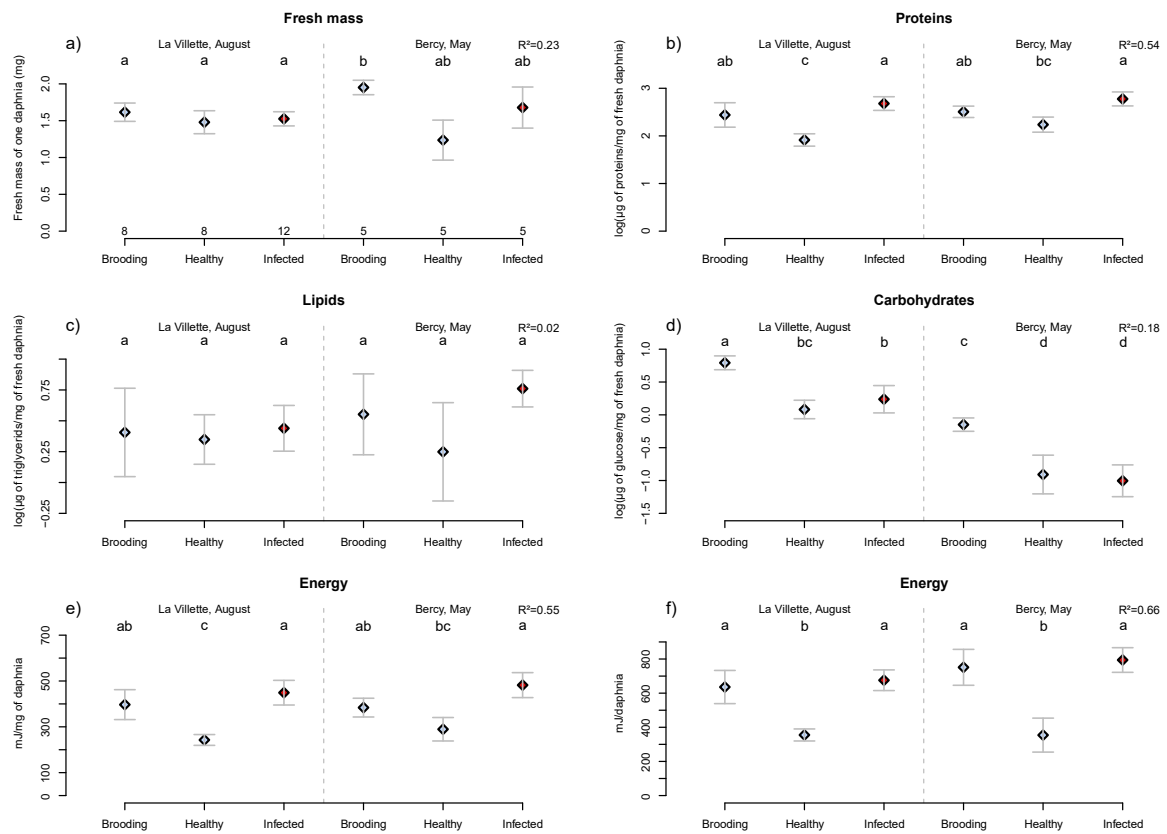 Fresh mass
a)
La Villette, August
Bercy, May
R²=0.23
a a a b ab ab
Fresh mass of one daphnia (mg)
2.0
1.5
1.0
0.5
0.0
8 8 12 5 5 5
Brooding Healthy Infected Brooding Healthy Infected
Proteins
b)
La Villette, August
Bercy, May
R²=0.54
ab c a ab bc a
log(µg of proteins/mg of fresh daphnia)
3
2
1
0
Brooding Healthy Infected Brooding Healthy Infected
Lipids
c)
La Villette, August
Bercy, May
R²=0.02
a a a a a a
log(µg of triglycerids/mg of fresh daphnia)
0.75
0.25
−0.25
Brooding Healthy Infected Brooding Healthy Infected
Carbohydrates
d)
La Villette, August
Bercy, May
R²=0.18
a bc b c d d
log(µg of glucose/mg of fresh daphnia)
1.0
0.5
0.0
−0.5
−1.0
−1.5
Brooding Healthy Infected Brooding Healthy Infected
Energy
e)
La Villette, August
Bercy, May
R²=0.55
ab c a ab bc a
mJ/mg of daphnia
700
500
300
100
0
Brooding Healthy Infected Brooding Healthy Infected
Energy
f)
La Villette, August
Bercy, May
R²=0.66
a b a a b a
mJ/daphnia
800
600
400
200
0
Brooding Healthy Infected Brooding Healthy Infected